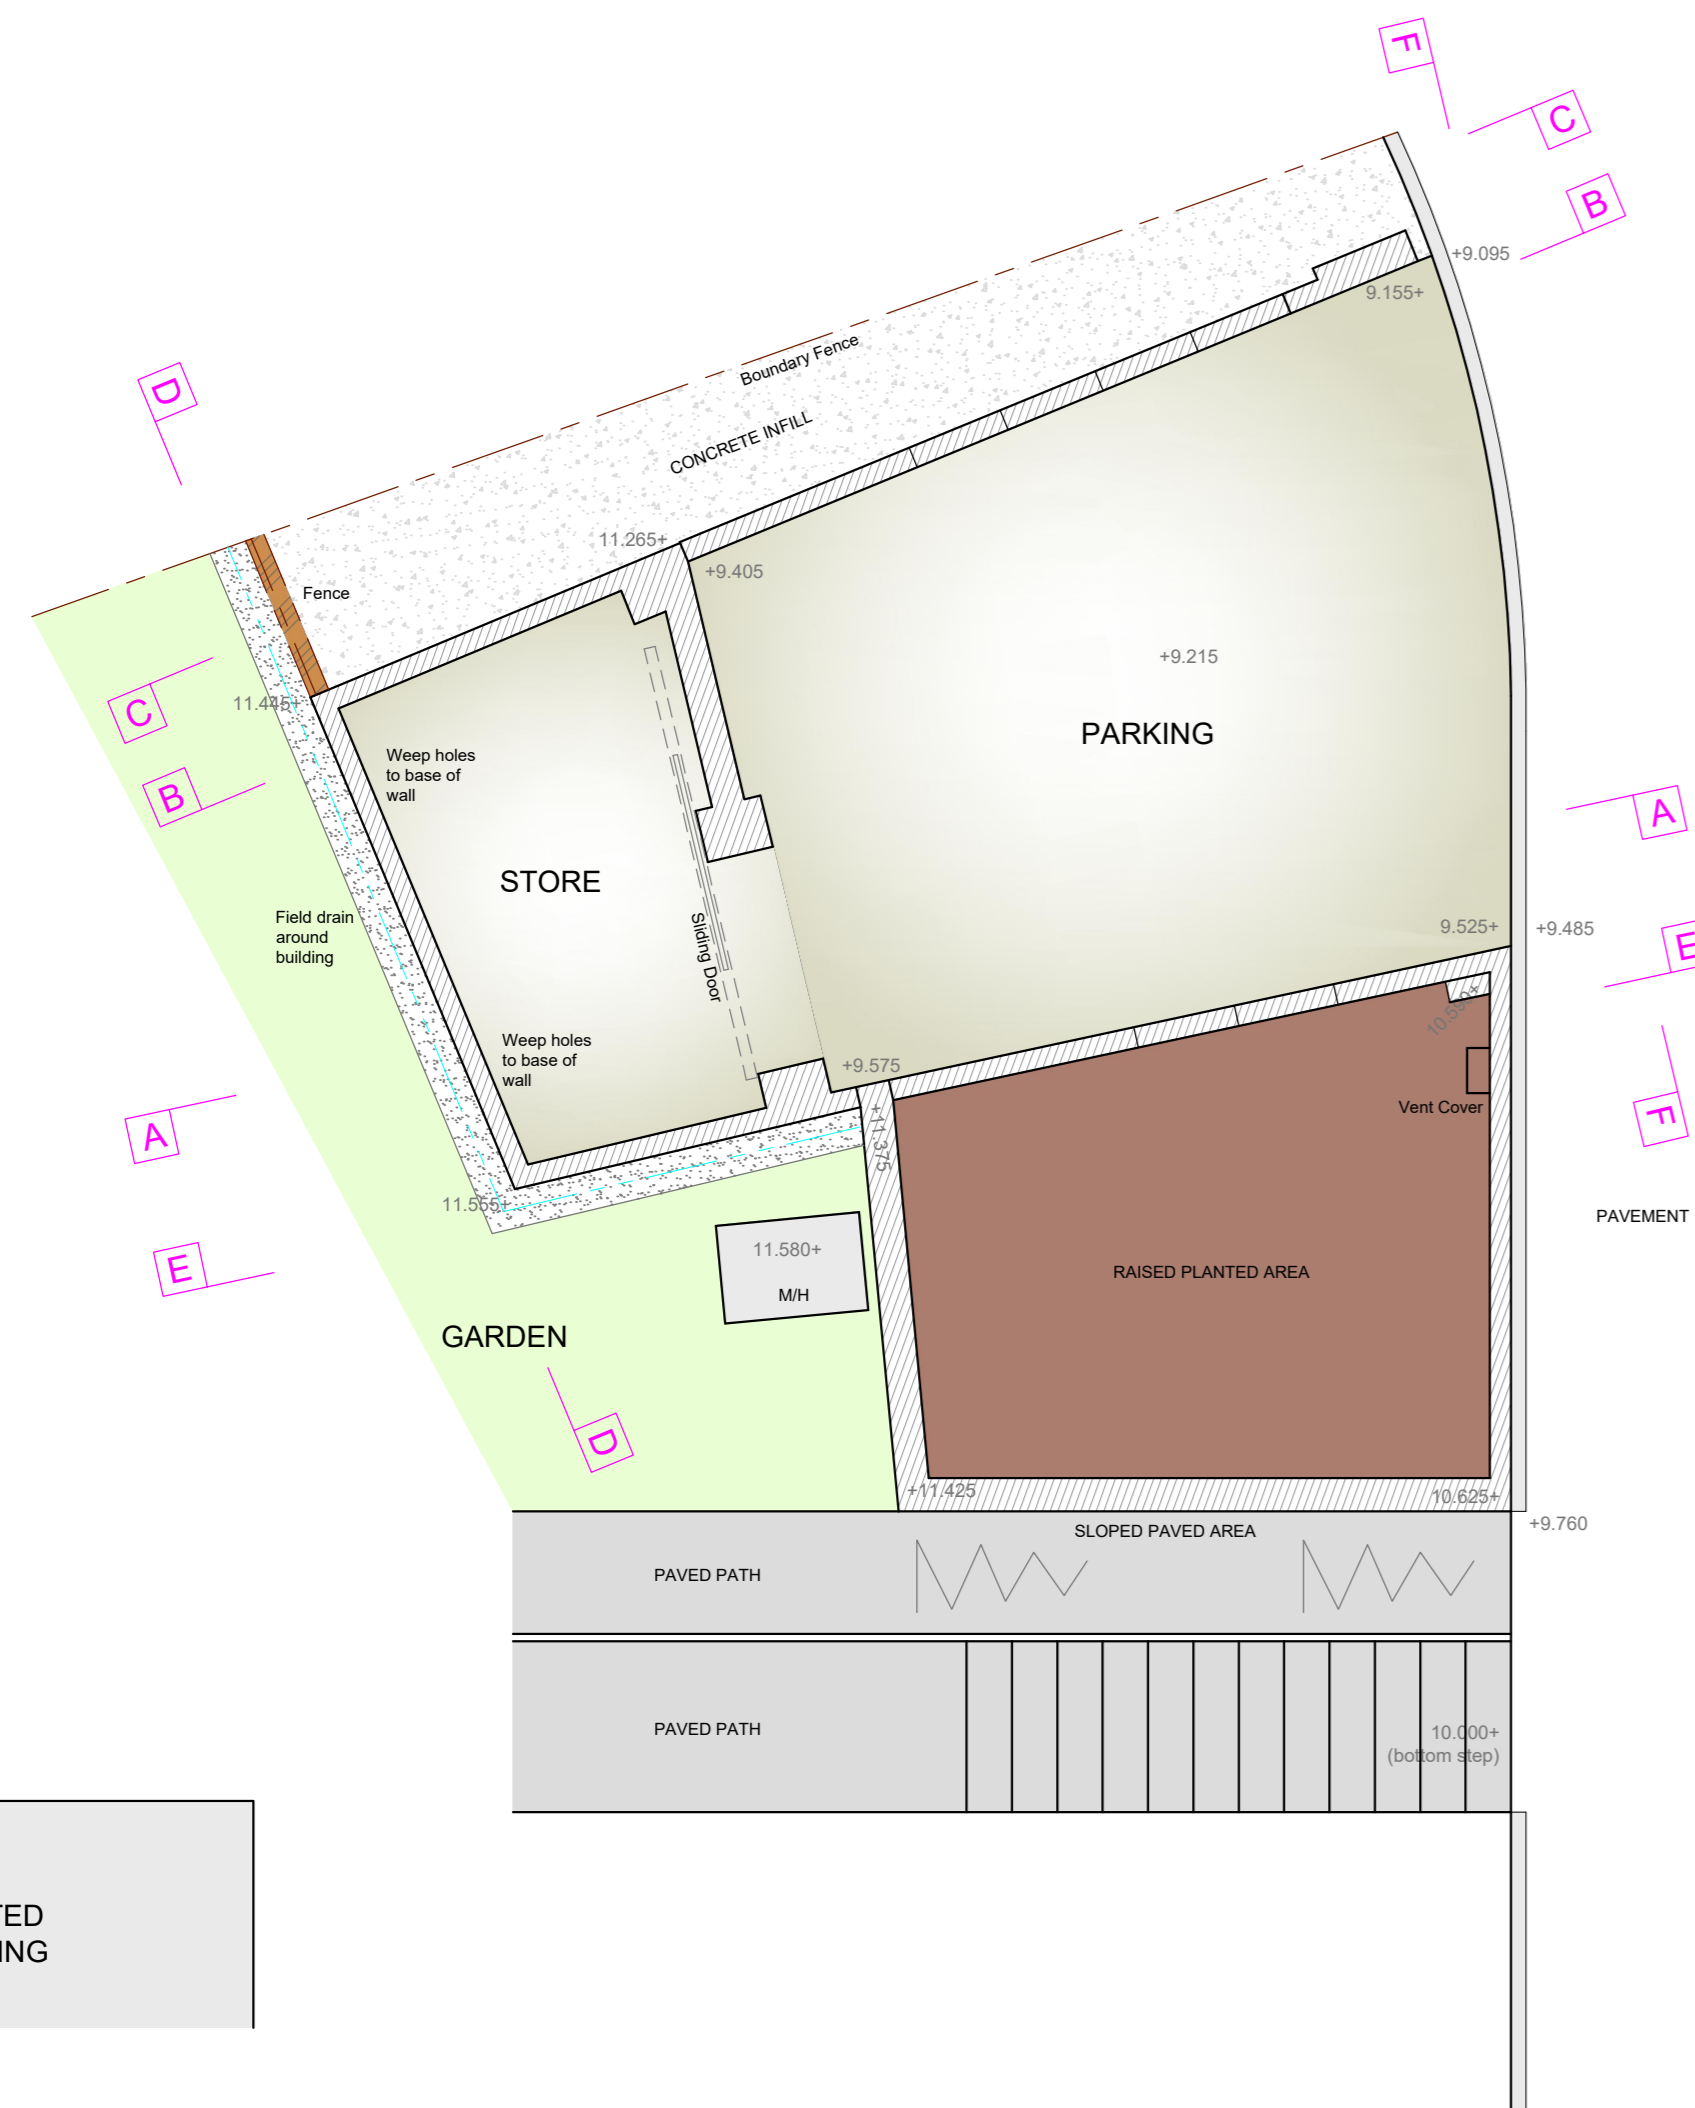 F
C
B
+9.095
9.155+
Boundary Fence
D
CONCRETE INFILL
11.265+
+9.405
Fence
+9.215
C
11.445+
PARKING
Weep holes
to base of
wall
B
A
STORE
Field drain
around
building
Sliding Door
9.525+
+9.485
E
10.590+
Weep holes
to base of
wall
+9.575
Vent Cover
F
A
+11.375
11.555+
PAVEMENT
11.580+
M/H
E
RAISED PLANTED AREA
GARDEN
D
+11.425
10.625+
+9.760
SLOPED PAVED AREA
PAVED PATH
PAVED PATH
10.000+
(bottom step)
TED
ING